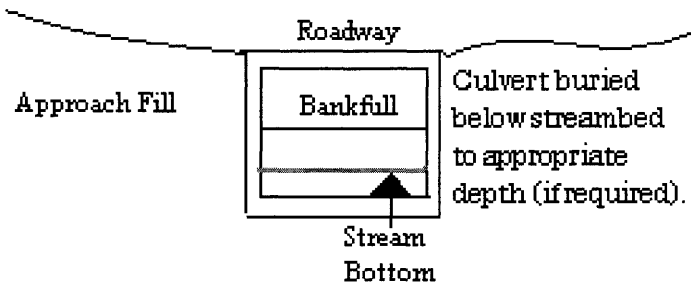 Roadway
Approach Fill
Bankfull
Culvert buried
below streambed
to appropriate
depth (if required).
Stream
Bottom